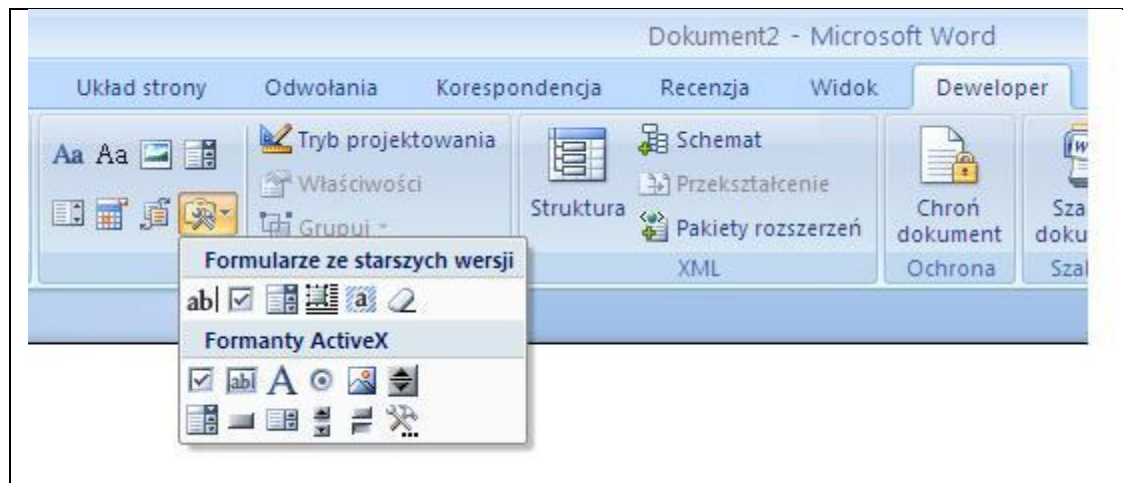 Dokument2 - Microsoft Word
Układ strony Odwołania Korespondencja Recenzja Widok Deweloper
Aa Aa Tryb projektowania Schemat
Właściwości Przekształcenie
Grupuj Struktura Pakiety rozszerzeń Chroń dokument
XML Ochrona
Formularze ze starszych wersji
ab| a
Formanty ActiveX
abl A